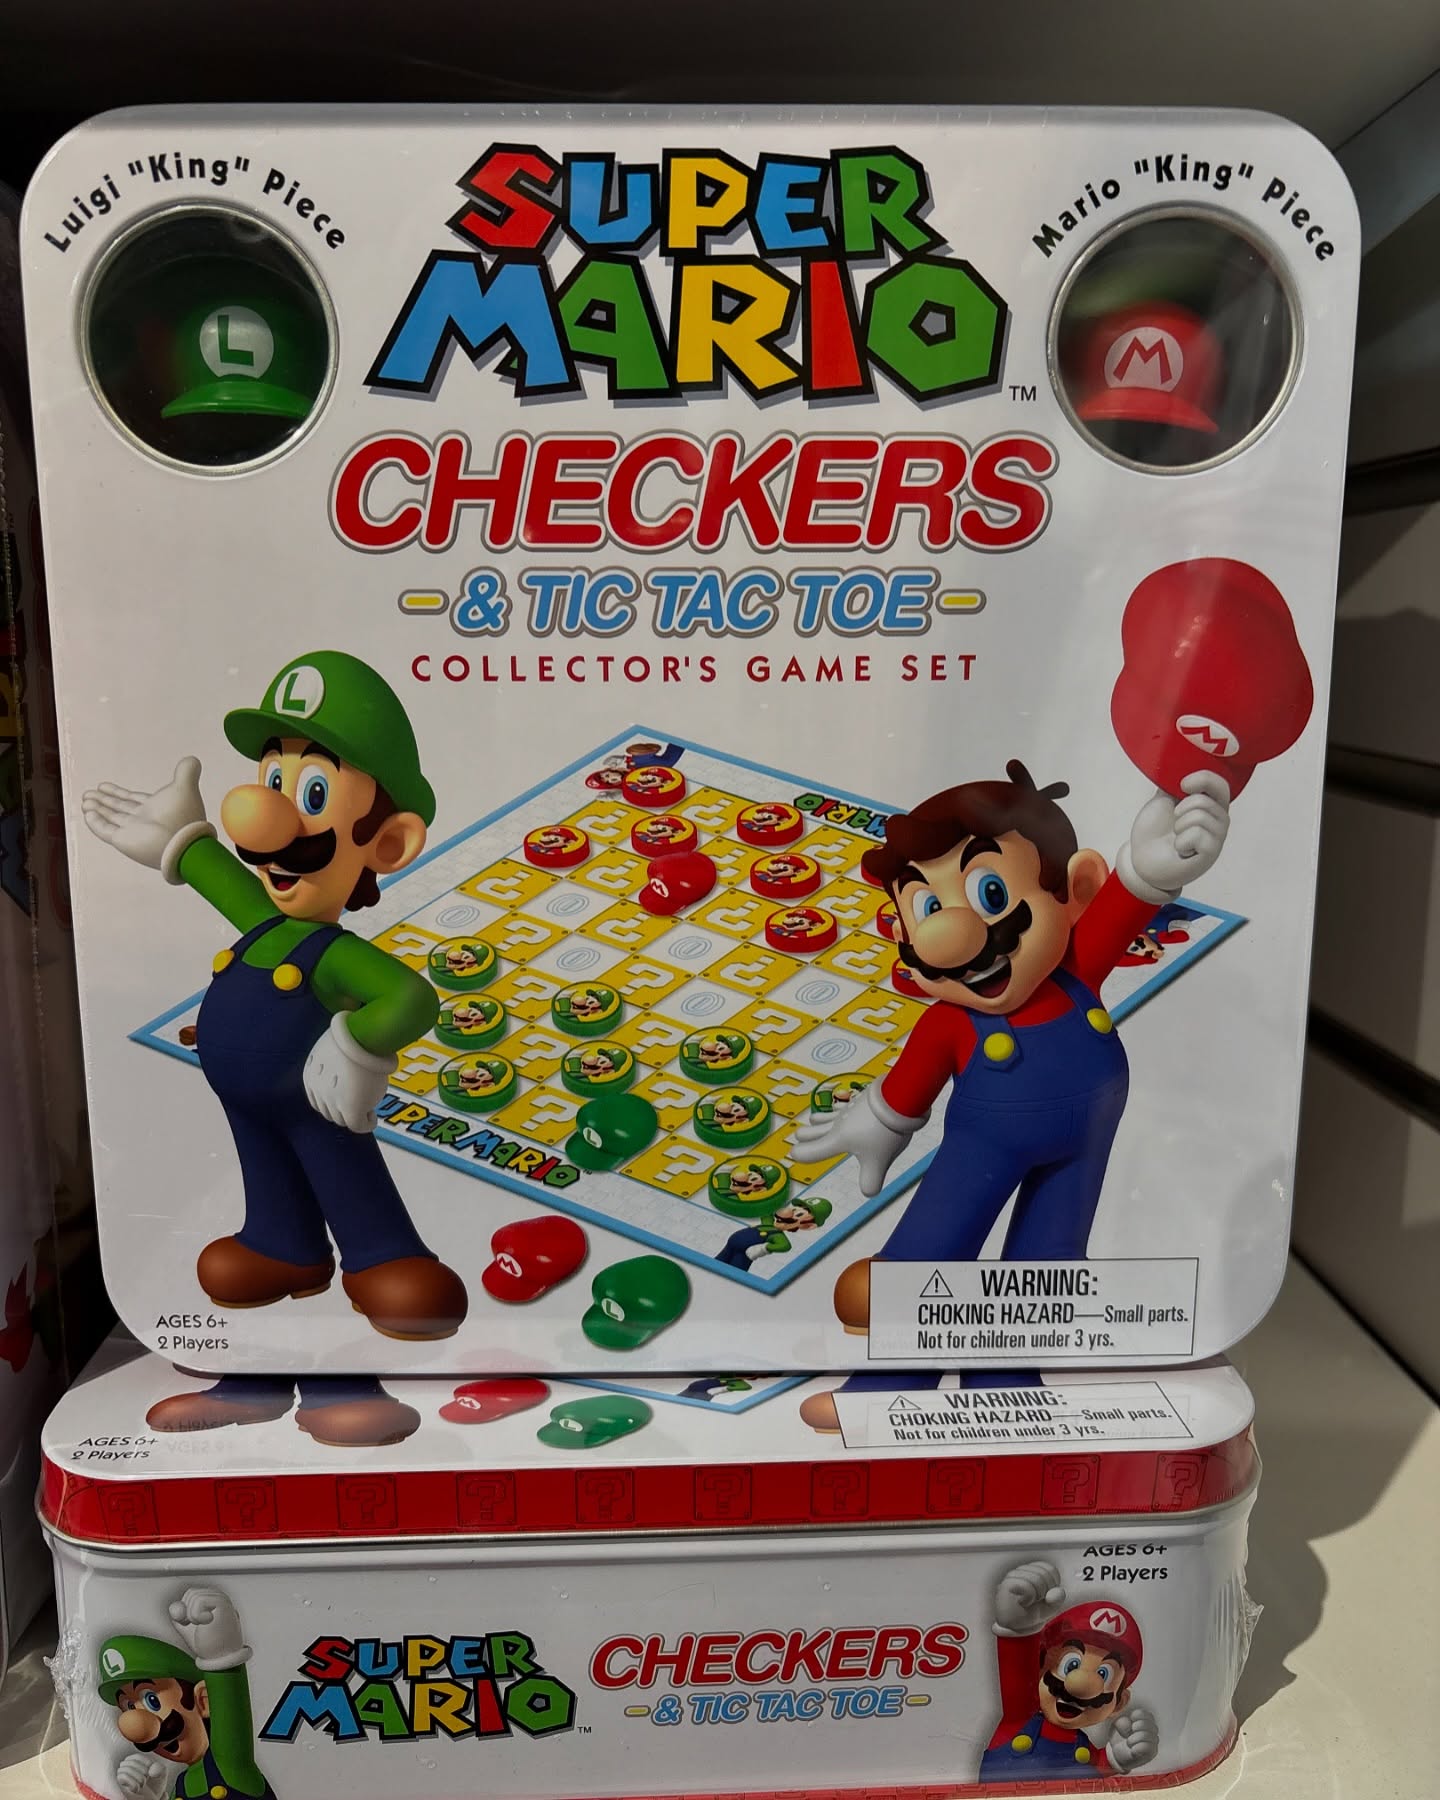 Luigi "King" Piece
Mario "King" Piece
L
M
SUPER
MARIO
TM
CHECKERS
- & TIC TAC TOE -
COLLECTOR'S GAME SET
L
M
MARIO
SUPER MARIO
M
L
L
M
AGES 6+
2 Players
WARNING:
CHOKING HAZARD—Small parts.
Not for children under 3 yrs.
AGES 6+
2 Players
WARNING:
CHOKING HAZARD—Small parts.
Not for children under 3 yrs.
AGES 6+
2 Players
L
SUPER
MARIO
TM
CHECKERS
- & TIC TAC TOE -
M